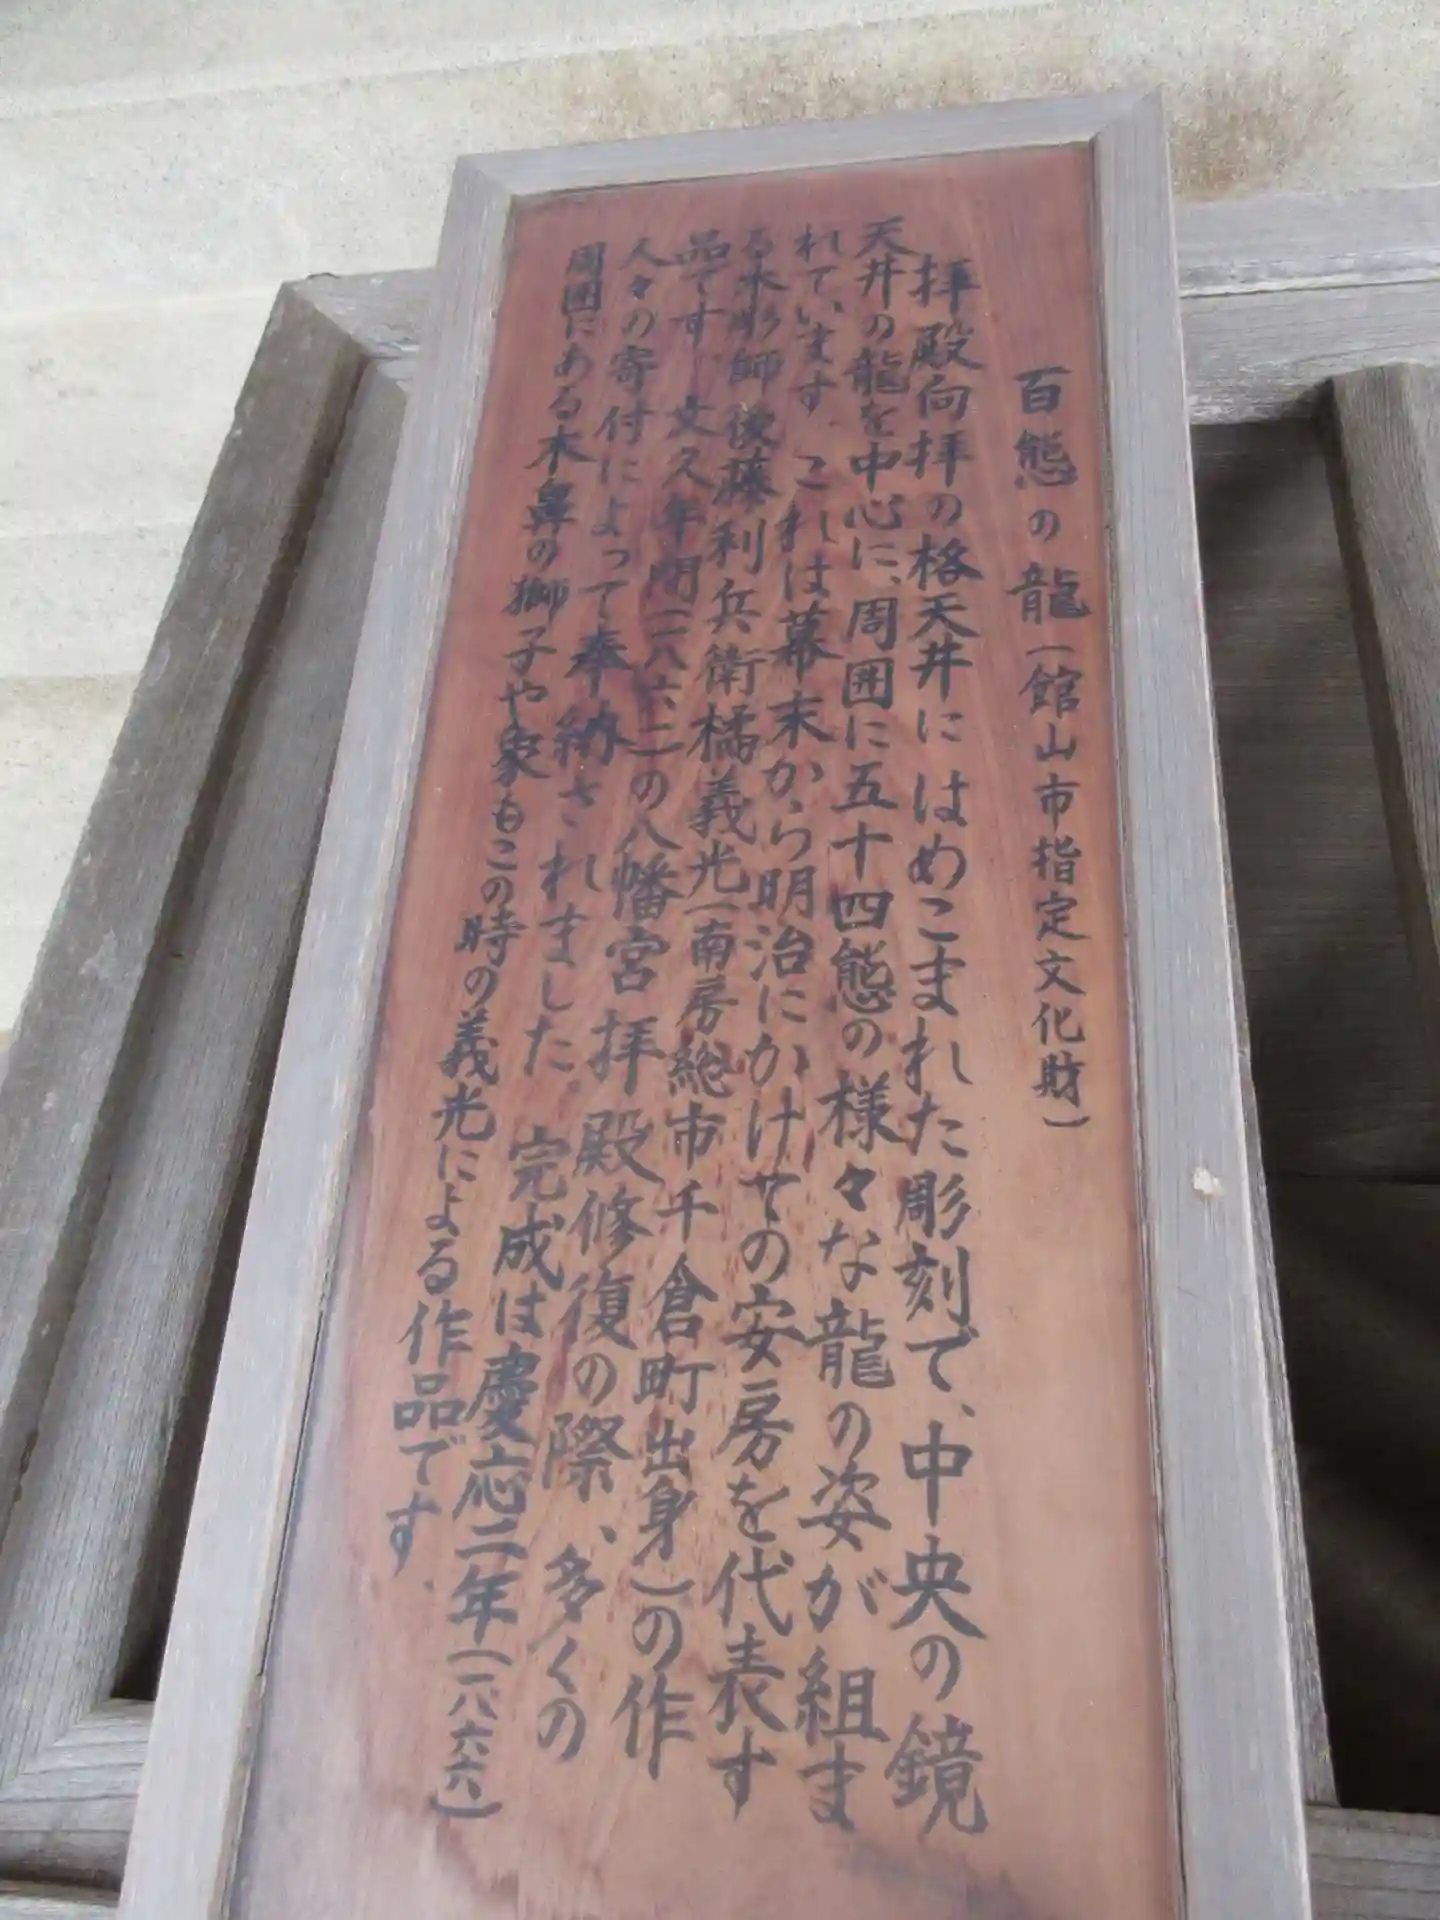 百態の龍(館山市指定文化財)
拝殿向拝の格天井にはめこまれた彫刻で、中央の鏡
天井の龍を中心に、周囲に五十四態の様々な龍の姿が組ま
れています。これは幕末から明治にかけての安房を代表す
る木彫師後藤利兵衛橘義光(南房総市千倉町出身)の作
品です。文久年間(一八六二)の八幡宮拝殿修復の際、多くの
人々の寄付によって奉納されました。完成は慶応二年(一八六六)
周囲にある木鼻の獅子や象もこの時の義光による作品です。